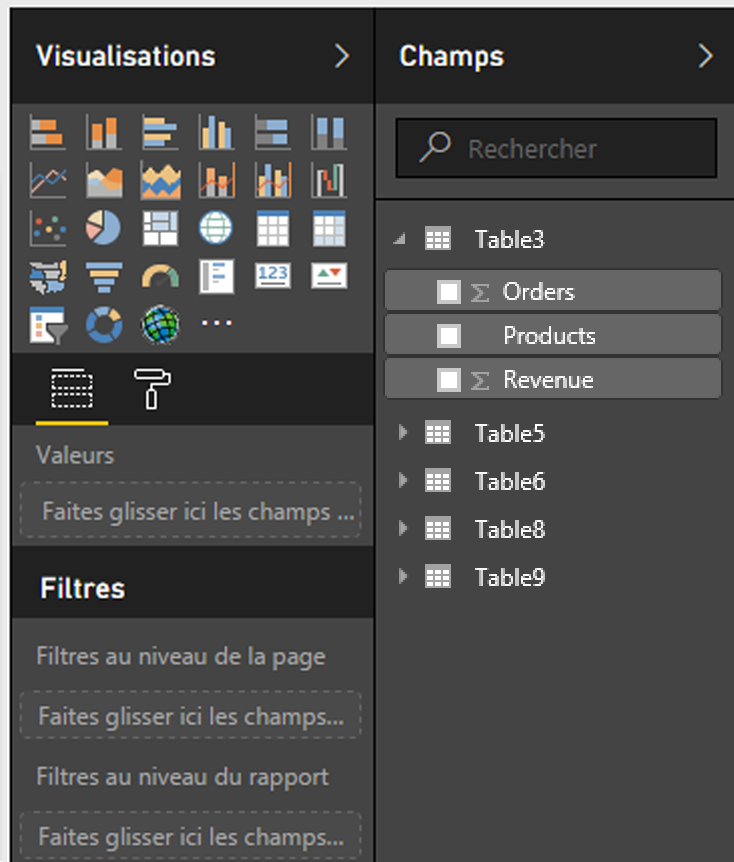 Visualisations
123
Valeurs
Faites glisser ici les champs ...
Filtres
Filtres au niveau de la page
Faites glisser ici les champs...
Filtres au niveau du rapport
Faites glisser ici les champs...
Champs
Rechercher
Table3
Σ Orders
Products
Σ Revenue
Table5
Table6
Table8
Table9